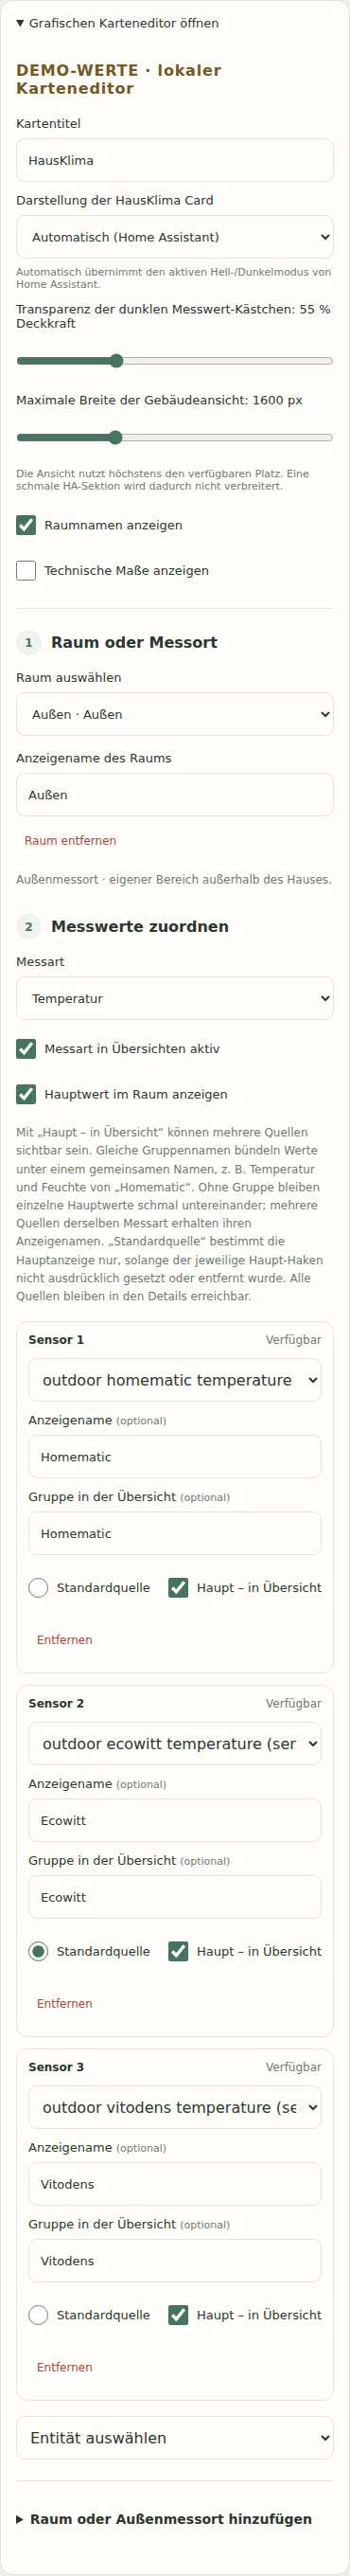 Grafischen Karteneditor öffnen
DEMO-WERTE · lokaler
Karteneditor
Kartentitel
HausKlima
Darstellung der HausKlima Card
Automatisch (Home Assistant)
Automatisch übernimmt den aktiven Hell-/Dunkelmodus von
Home Assistant.
Transparenz der dunklen Messwert-Kästchen: 55 %
Deckkraft
Maximale Breite der Gebäudeansicht: 1600 px
Die Ansicht nutzt höchstens den verfügbaren Platz. Eine
schmale HA-Sektion wird dadurch nicht verbreitert.
Raumnamen anzeigen
Technische Maße anzeigen
1 Raum oder Messort
Raum auswählen
Außen · Außen
Anzeigename des Raums
Außen
Raum entfernen
Außenmessort · eigener Bereich außerhalb des Hauses.
2 Messwerte zuordnen
Messart
Temperatur
Messart in Übersichten aktiv
Hauptwert im Raum anzeigen
Mit „Haupt – in Übersicht“ können mehrere Quellen
sichtbar sein. Gleiche Gruppennamen bündeln Werte
unter einem gemeinsamen Namen, z. B. Temperatur
und Feuchte von „Homematic“. Ohne Gruppe bleiben
einzelne Hauptwerte schmal untereinander; mehrere
Quellen derselben Messart erhalten ihren
Anzeigenamen. „Standardquelle“ bestimmt die
Hauptanzeige nur, solange der jeweilige Haupt-Haken
nicht ausdrücklich gesetzt oder entfernt wurde. Alle
Quellen bleiben in den Details erreichbar.
Sensor 1 Verfügbar
outdoor homematic temperature
Anzeigename (optional)
Homematic
Gruppe in der Übersicht (optional)
Homematic
Standardquelle Haupt – in Übersicht
Entfernen
Sensor 2 Verfügbar
outdoor ecowitt temperature (ser
Anzeigename (optional)
Ecowitt
Gruppe in der Übersicht (optional)
Ecowitt
Standardquelle Haupt – in Übersicht
Entfernen
Sensor 3 Verfügbar
outdoor vitodens temperature (se
Anzeigename (optional)
Vitodens
Gruppe in der Übersicht (optional)
Vitodens
Standardquelle Haupt – in Übersicht
Entfernen
Entität auswählen
Raum oder Außenmessort hinzufügen